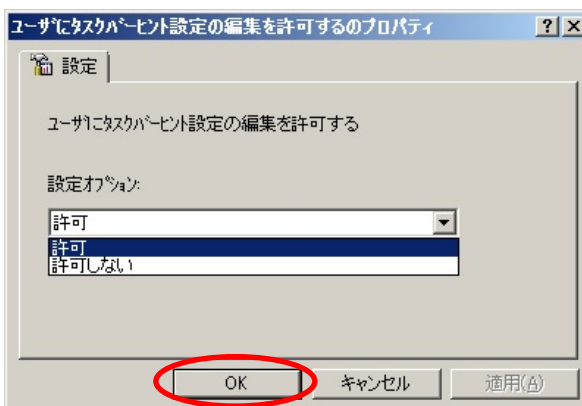 ユーザにタスクバーヒント設定の編集を許可するのプロパティ
設定
ユーザにタスクバーヒント設定の編集を許可する
設定オプション:
許可
許可
許可しない
OK キャンセル 適用(A)